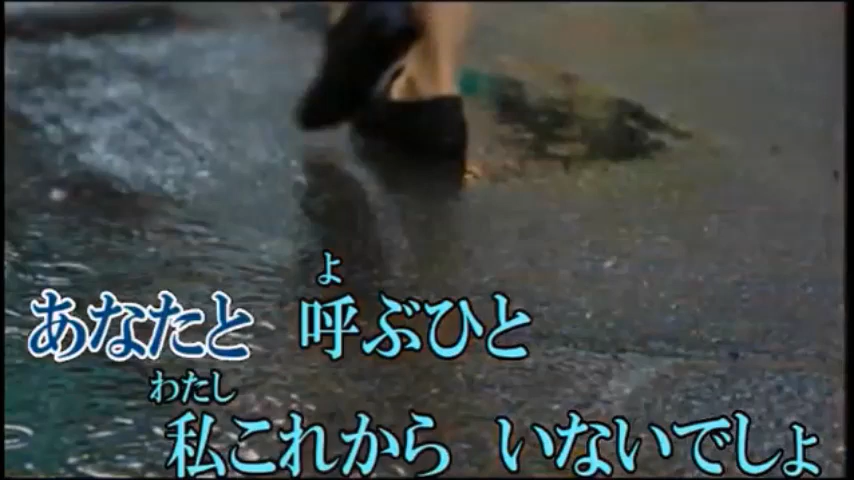 よ
あなたと 呼ぶひと
わたし
私これから いないでしょ